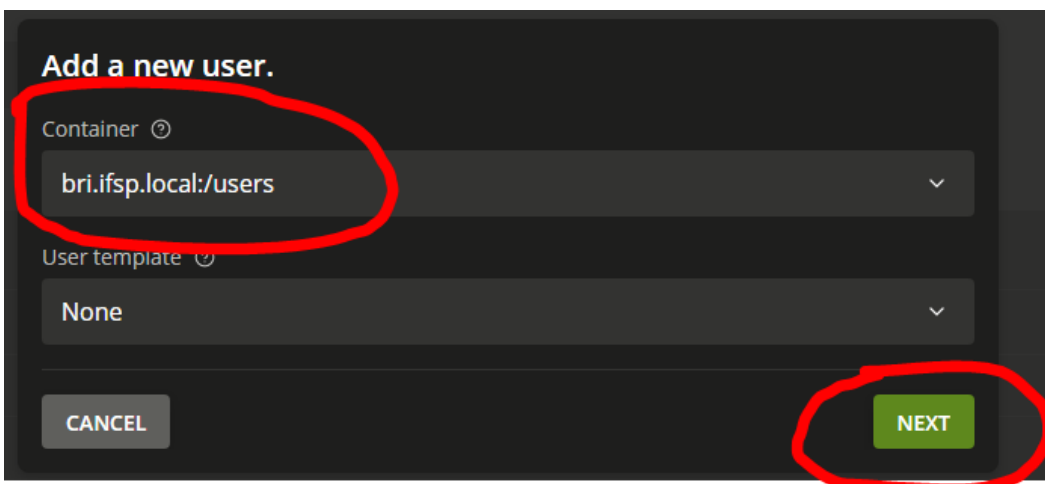 Add a new user.
Container
bri.ifsp.local:/users
User template
None
CANCEL
NEXT